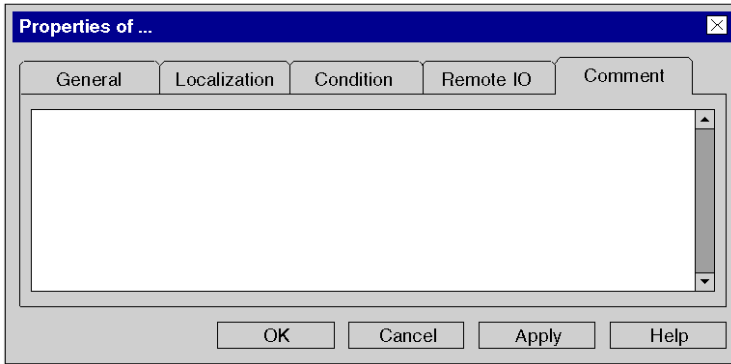 Properties of ...
General Localization Condition Remote IO Comment
OK Cancel Apply Help